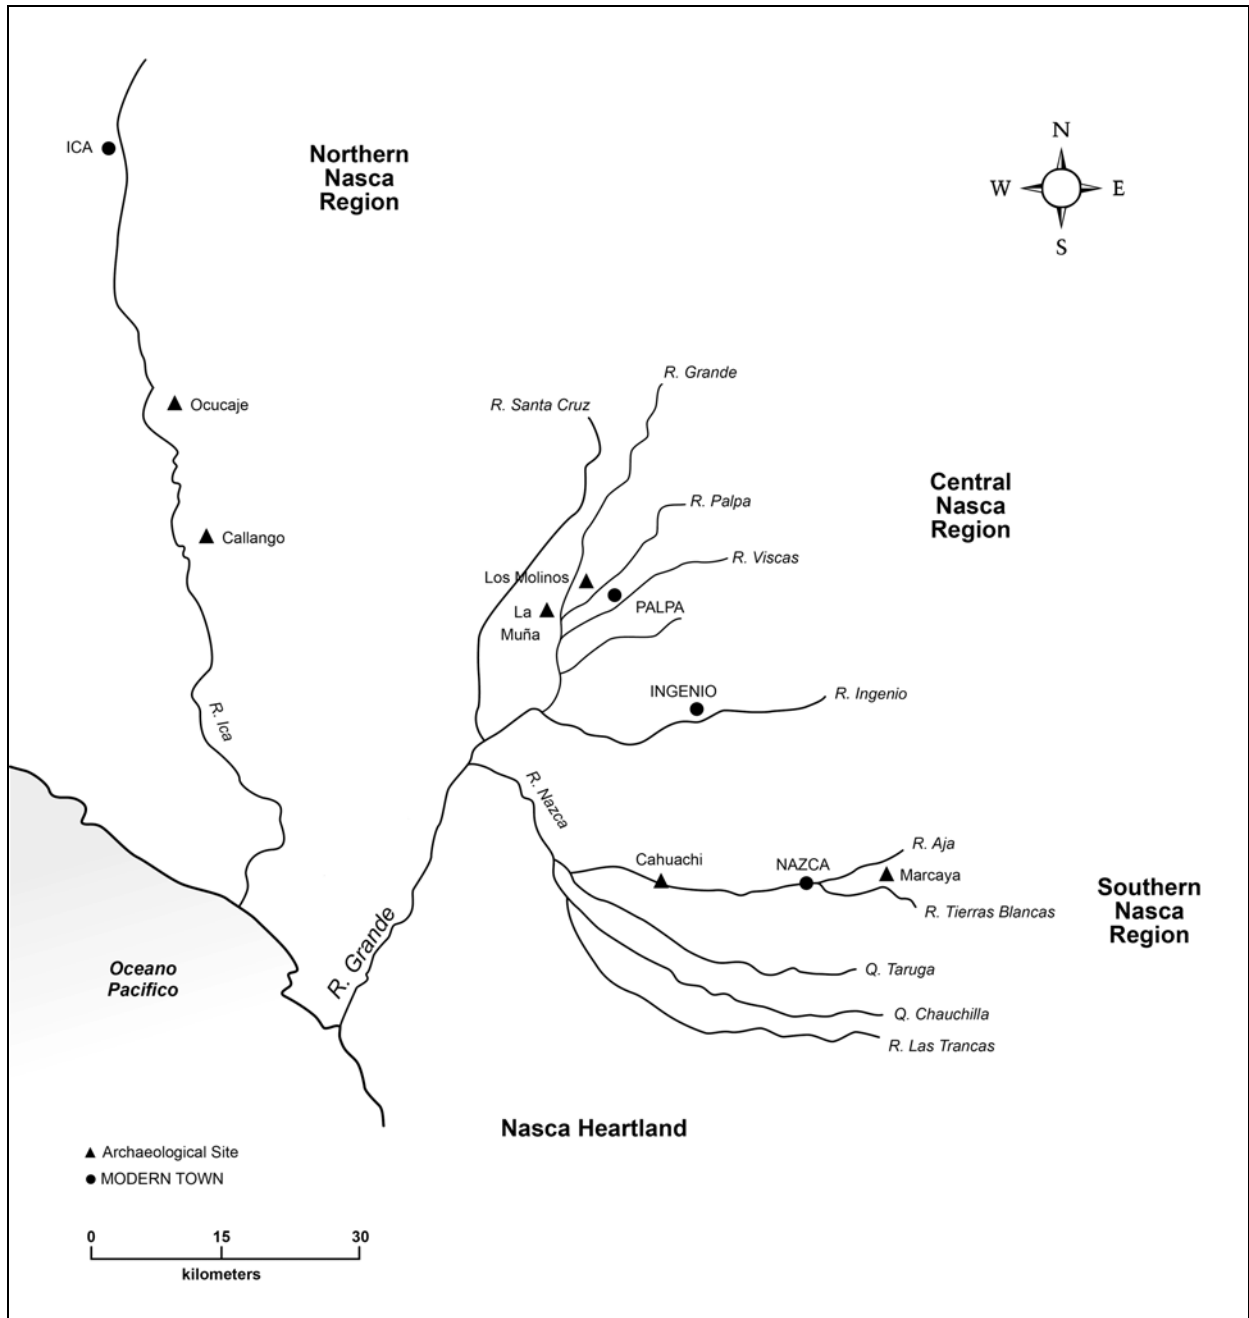 N
ICA
Northern
Nasca
Region
W
E
S
R. Grande
R. Santa Cruz
Ocucaje
Central
Nasca
Region
R. Palpa
Callango
R. Viscas
Los Molinos
La
Muña
PALPA
INGENIO
R. Ingenio
R. Ica
R. Nazca
R. Aja
Cahuachi
NAZCA
Marcaya
Southern
Nasca
Region
R. Tierras Blancas
R. Grande
Oceano
Pacifico
Q. Taruga
Q. Chauchilla
R. Las Trancas
Nasca Heartland
Archaeological Site
MODERN TOWN
0 15 30
kilometers